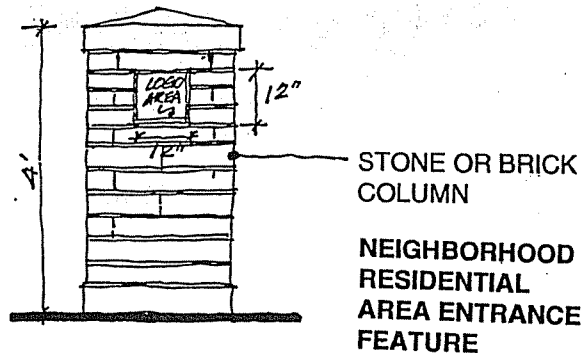 LOGO
AREA
12"
12"
4'
STONE OR BRICK
COLUMN
NEIGHBORHOOD
RESIDENTIAL
AREA ENTRANCE
FEATURE